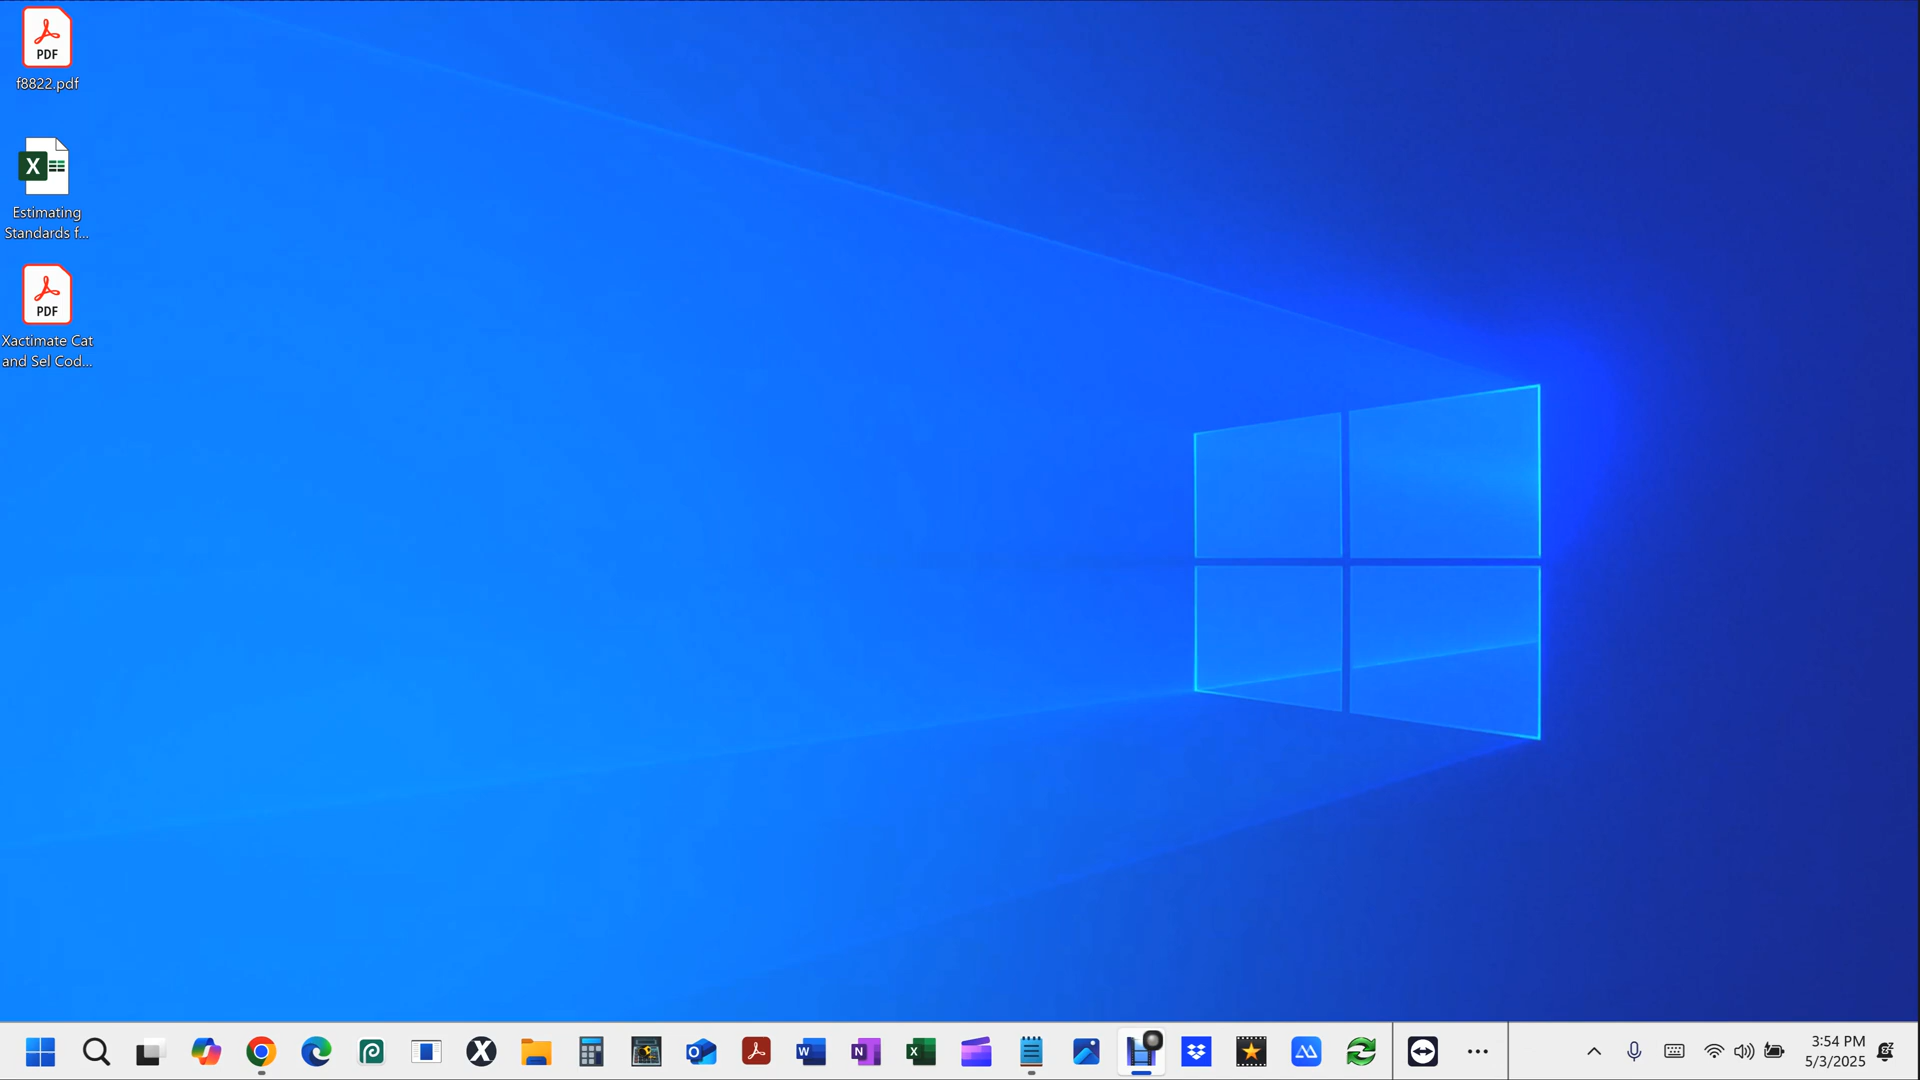 PDF
f8822.pdf
X
Estimating
Standards f...
PDF
Xactimate Cat
and Sel Cod...
3:54 PM
5/3/2025